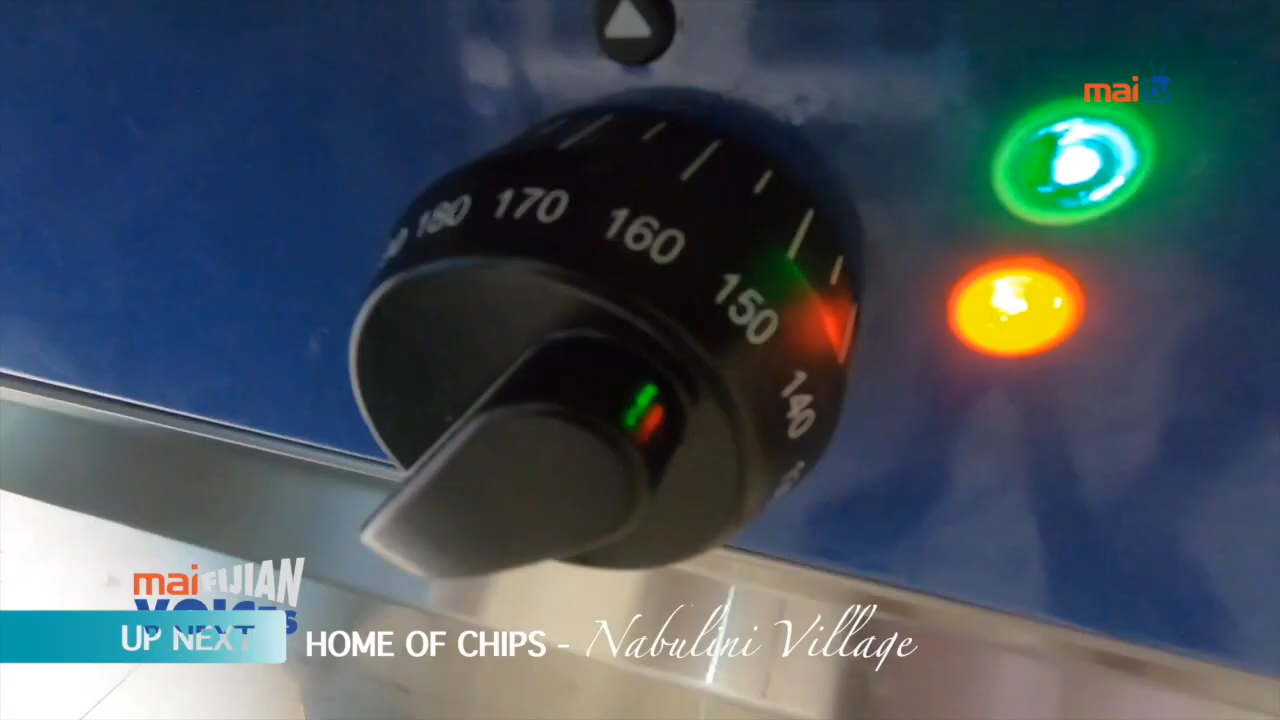 mai tv
180 170 160
150
140
mai FIJIAN
VOICES
UP NEXT HOME OF CHIPS - Nabulini Village